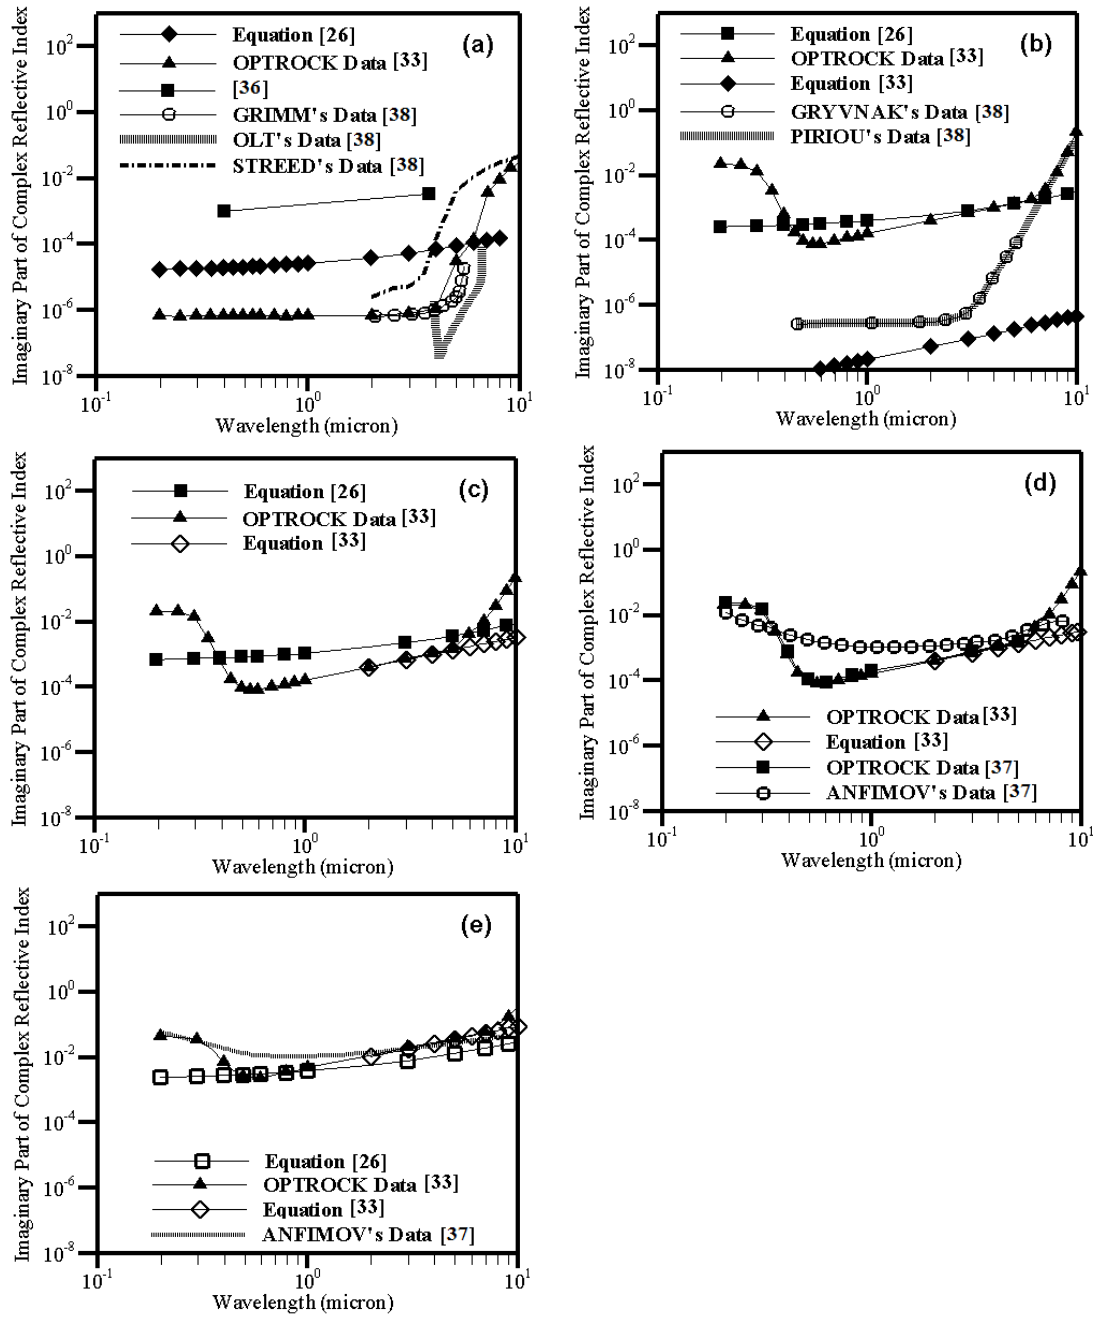 (a)
Equation [26]
OPTROCK Data [33]
[36]
GRIMM's Data [38]
OLT's Data [38]
STREED's Data [38]
Imaginary Part of Complex Reflective Index
10^2
10^0
10^-2
10^-4
10^-6
10^-8
10^-1
10^0
10^1
Wavelength (micron)
(b)
Equation [26]
OPTROCK Data [33]
Equation [33]
GRYVNAK's Data [38]
PIRIOU's Data [38]
Imaginary Part of Complex Reflective Index
10^2
10^0
10^-2
10^-4
10^-6
10^-8
10^-1
10^0
10^1
Wavelength (micron)
(c)
Equation [26]
OPTROCK Data [33]
Equation [33]
Imaginary Part of Complex Reflective Index
10^2
10^0
10^-2
10^-4
10^-6
10^-8
10^-1
10^0
10^1
Wavelength (micron)
(d)
OPTROCK Data [33]
Equation [33]
OPTROCK Data [37]
ANFIMOV's Data [37]
Imaginary Part of Complex Reflective Index
10^2
10^0
10^-2
10^-4
10^-6
10^-8
10^-1
10^0
10^1
Wavelength (micron)
(e)
Equation [26]
OPTROCK Data [33]
Equation [33]
ANFIMOV's Data [37]
Imaginary Part of Complex Reflective Index
10^2
10^0
10^-2
10^-4
10^-6
10^-8
10^-1
10^0
10^1
Wavelength (micron)